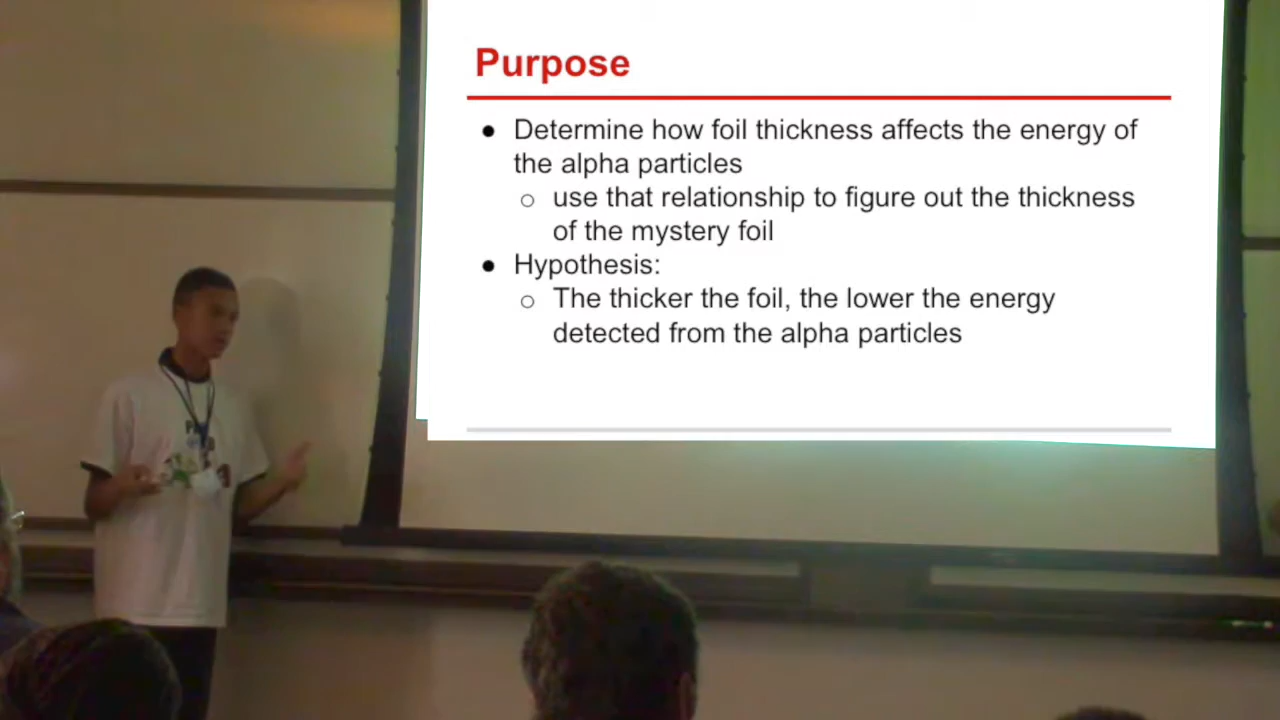 Purpose
● Determine how foil thickness affects the energy of
the alpha particles
○ use that relationship to figure out the thickness
of the mystery foil
● Hypothesis:
○ The thicker the foil, the lower the energy
detected from the alpha particles